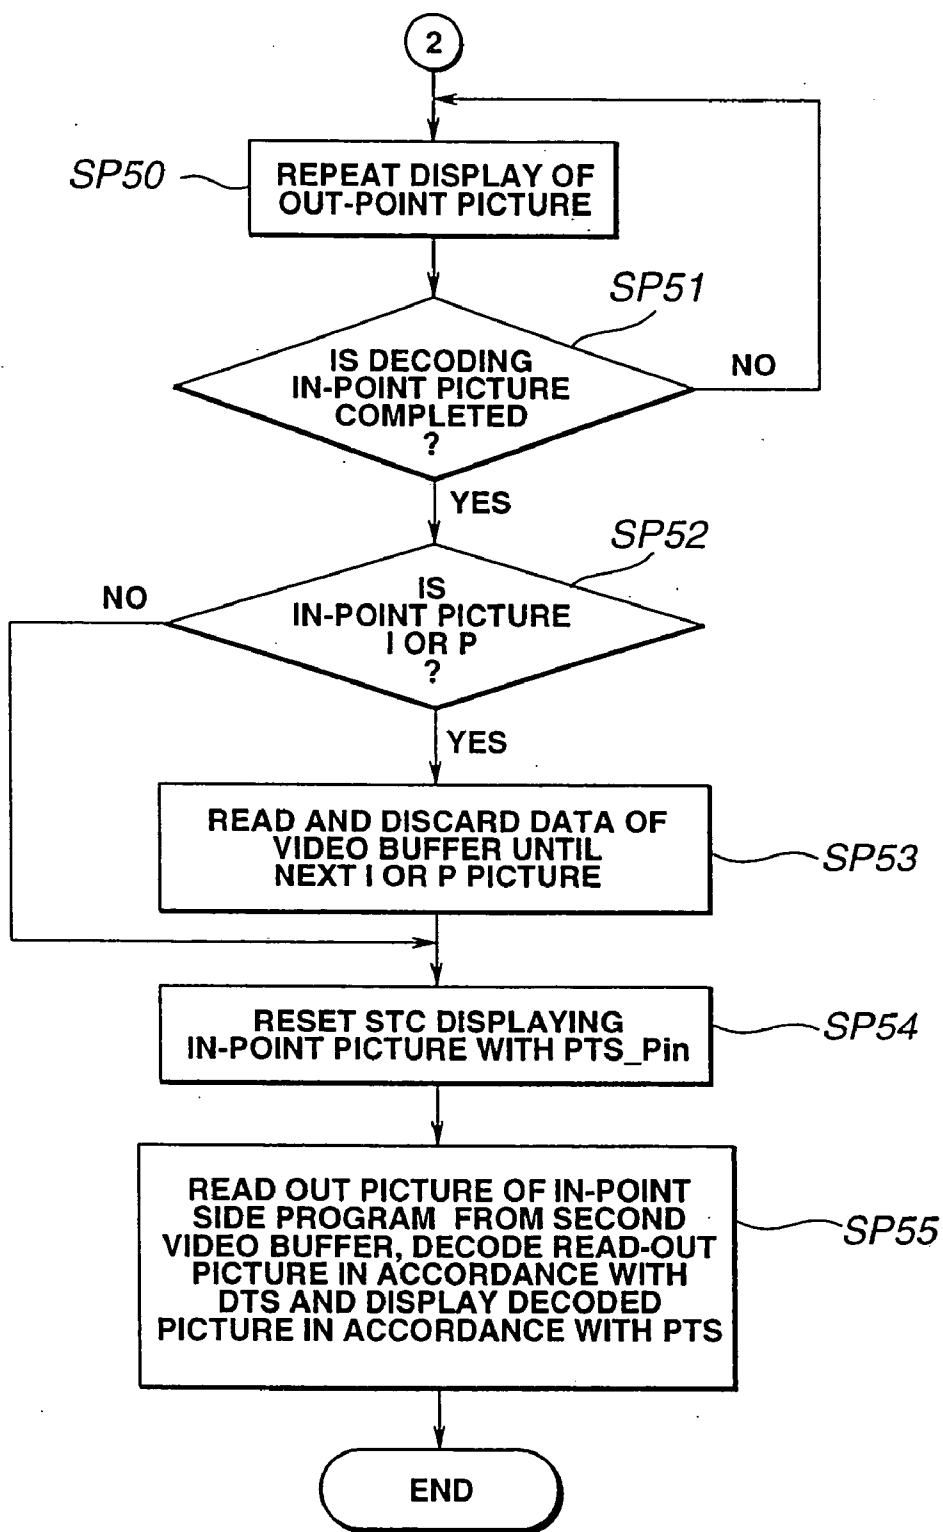 2
SP50
REPEAT DISPLAY OF
OUT-POINT PICTURE
SP51
IS DECODING
IN-POINT PICTURE
COMPLETED
?
NO
YES
SP52
IS
IN-POINT PICTURE
I OR P
?
NO
YES
READ AND DISCARD DATA OF
VIDEO BUFFER UNTIL
NEXT I OR P PICTURE
SP53
RESET STC DISPLAYING
IN-POINT PICTURE WITH PTS_Pin
SP54
READ OUT PICTURE OF IN-POINT
SIDE PROGRAM FROM SECOND
VIDEO BUFFER, DECODE READ-OUT
PICTURE IN ACCORDANCE WITH
DTS AND DISPLAY DECODED
PICTURE IN ACCORDANCE WITH PTS
SP55
END